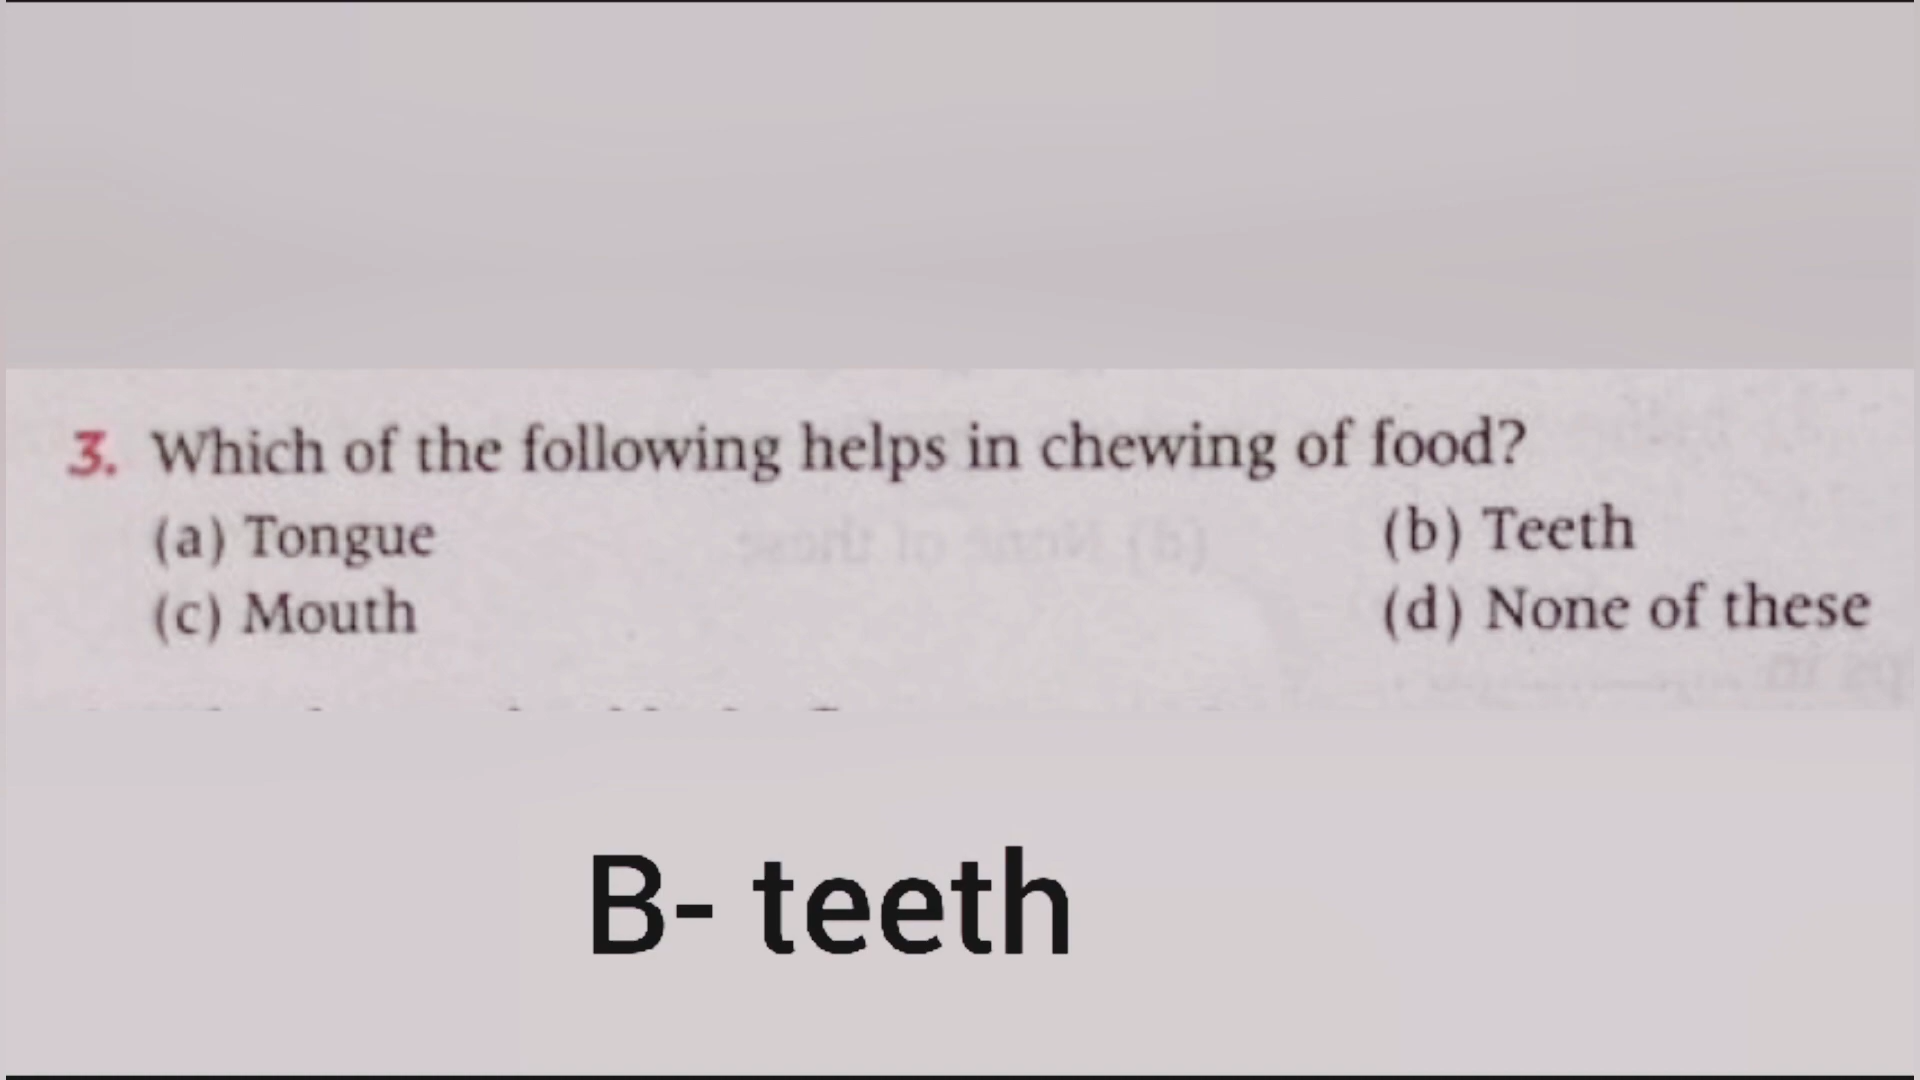 3. Which of the following helps in chewing of food?
(a) Tongue (b) Teeth
(c) Mouth (d) None of these
B- teeth